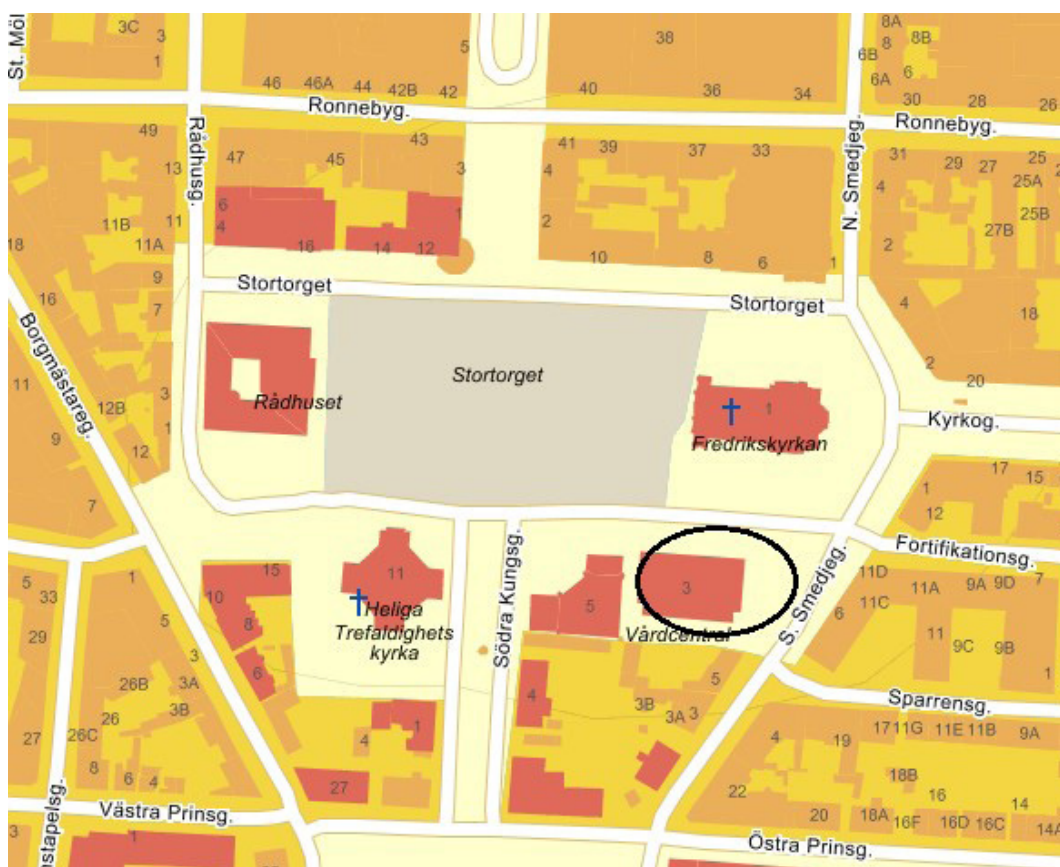 St. Möl
3C
3
1
5
38
8A
8
8B
6B
6A
6
46
46A
44
42B
42
40
36
34
30
28
26
Ronnebyg.
Ronnebyg.
Rådhusg.
N. Smedjeg.
49
13
11
11B
11A
9
7
47
45
43
3
6
4
16
14
12
1
41
39
37
33
4
2
10
8
6
1
31
29
27
25
25A
25B
27B
4
2
18
16
Stortorget
Stortorget
Borgmästareg.
Stortorget
Rådhuset
1
Fredrikskyrkan
4
18
2
20
Kyrkog.
11
9
7
12B
12
3
1
17
15
1
12
Fortifikationsg.
7
S. Smedjeg.
Södra Kungsg.
15
10
8
6
11
Heliga
Trefaldighets
kyrka
5
3
Vårdcentral
11D
11C
11A
9A
9D
6
11
9C
9B
1
5
33
29
27
1
5
3
26B
3A
3B
26
26C
8
6
4
4
1
27
4
5
3B
3A
3
Sparrensg.
17
11G
11E
11B
9A
4
19
22
18B
16
14
20
18A
16F
16D
16C
14A
Västra Prinsg.
Östra Prinsg.
nstapelsg.
3
1